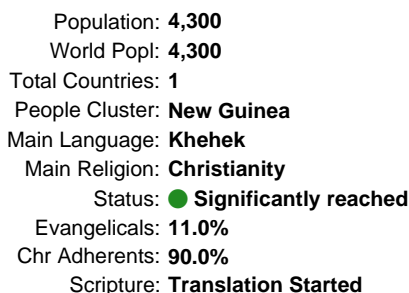 Population: 4,300
World Popl: 4,300
Total Countries: 1
People Cluster: New Guinea
Main Language: Khehek
Main Religion: Christianity
Status: Significantly reached
Evangelicals: 11.0%
Chr Adherents: 90.0%
Scripture: Translation Started